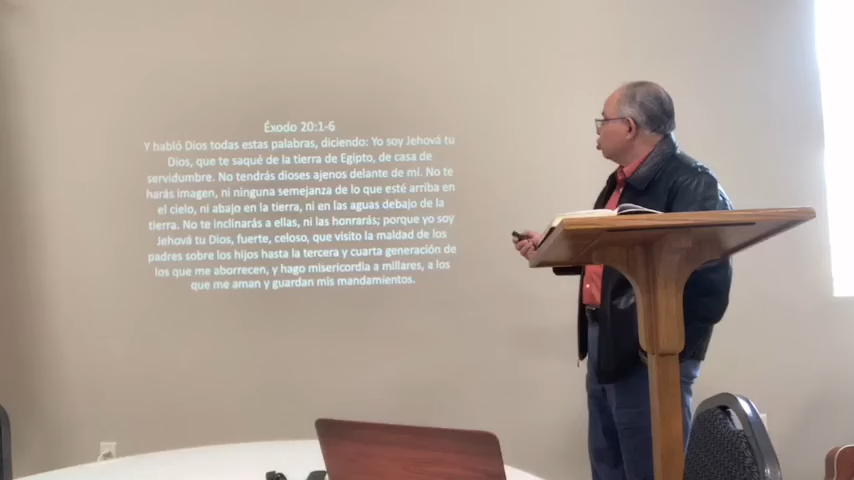 Éxodo 20:1-6
Y habló Dios todas estas palabras, diciendo: Yo soy Jehová tu
Dios, que te saqué de la tierra de Egipto, de casa de
servidumbre. No tendrás dioses ajenos delante de mí. No te
harás imagen, ni ninguna semejanza de lo que esté arriba en
el cielo, ni abajo en la tierra, ni en las aguas debajo de la
tierra. No te inclinarás a ellas, ni las honrarás; porque yo soy
Jehová tu Dios, fuerte, celoso, que visito la maldad de los
padres sobre los hijos hasta la tercera y cuarta generación de
los que me aborrecen, y hago misericordia a millares, a los
que me aman y guardan mis mandamientos.